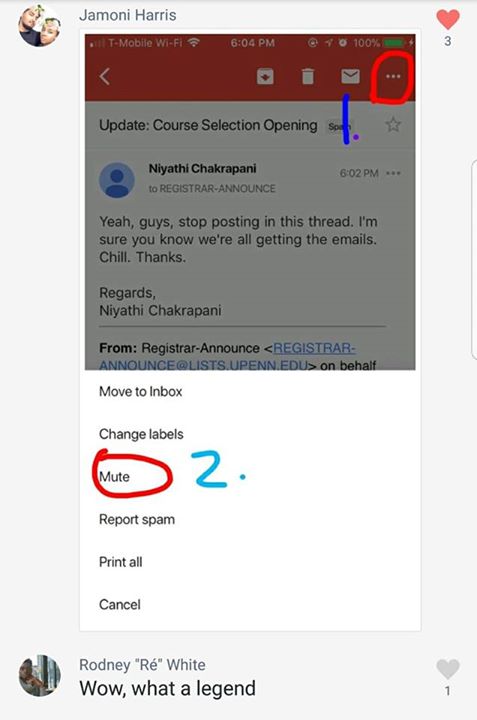 Jamoni Harris
3
T-Mobile Wi-Fi 6:04 PM 100%
Update: Course Selection Opening Spam
1.
Niyathi Chakrapani 6:02 PM
to REGISTRAR-ANNOUNCE
Yeah, guys, stop posting in this thread. I'm
sure you know we're all getting the emails.
Chill. Thanks.
Regards,
Niyathi Chakrapani
From: Registrar-Announce <REGISTRAR-
ANNOUNCE@LISTS.UPENN.EDU> on behalf
Move to Inbox
Change labels
Mute 2.
Report spam
Print all
Cancel
Rodney "Ré" White
Wow, what a legend
1